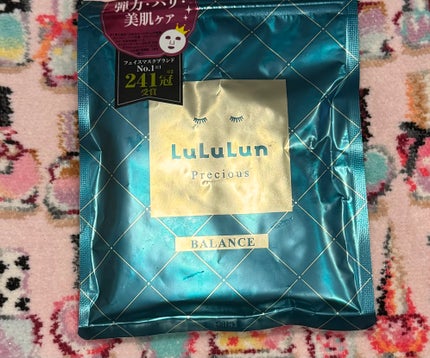 弾力・ハリ・
美肌ケア
フェイスマスクブランド
No.1
241冠
受賞
LuLuLun
Precious
BALANCE